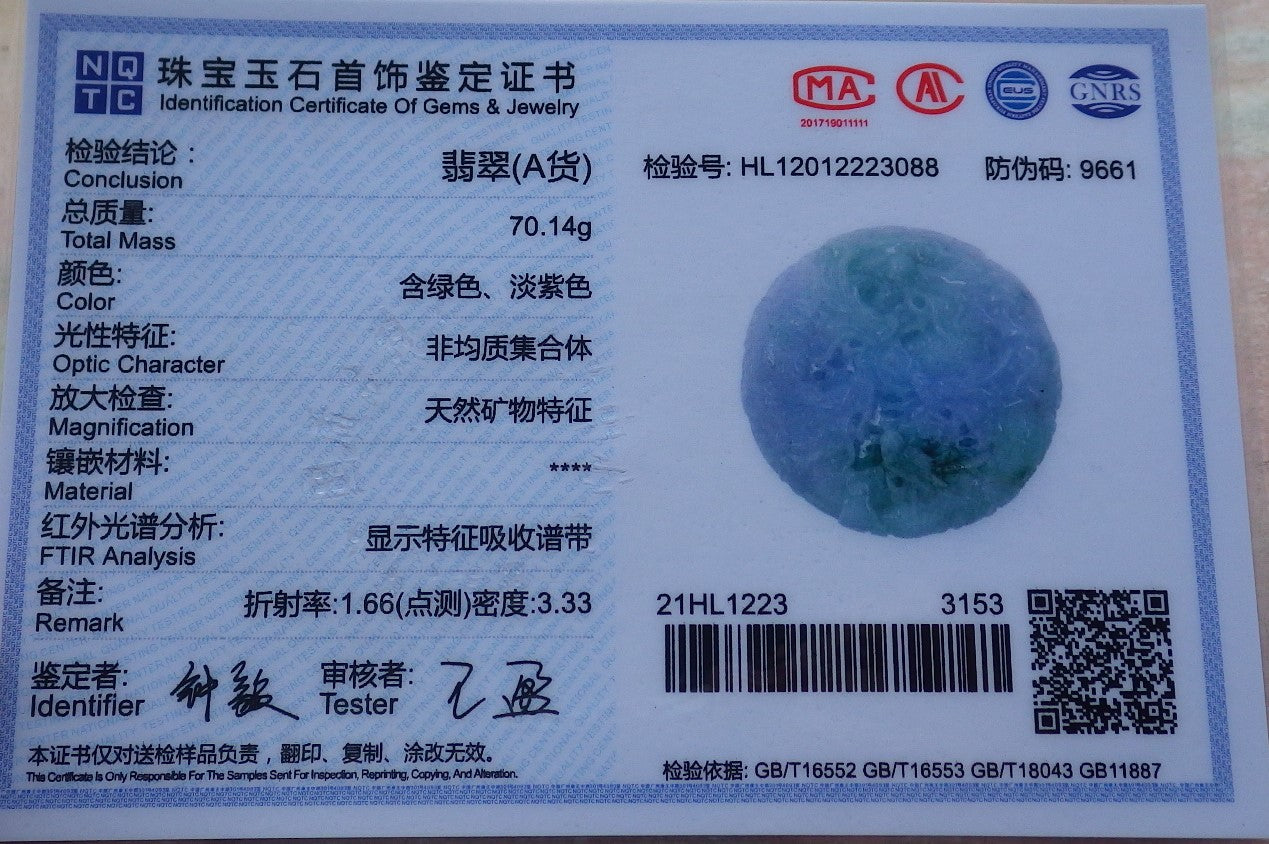 NQ
TC
珠宝玉石首饰鉴定证书
Identification Certificate Of Gems & Jewelry
检验结论：
Conclusion
翡翠(A货)
总质量:
Total Mass
70.14g
颜色:
Color
含绿色、淡紫色
光性特征:
Optic Character
非均质集合体
放大检查:
Magnification
天然矿物特征
镶嵌材料:
Material
****
红外光谱分析:
FTIR Analysis
显示特征吸收谱带
备注:
Remark
折射率:1.66(点测)密度:3.33
鉴定者:
Identifier
审核者:
Tester
本证书仅对送检样品负责，翻印、复制、涂改无效。
This Certificate Is Only Responsible For The Samples Sent For Inspection, Reprinting, Copying, And Alteration.
MA
201719011111
EUS
GNRS
检验号: HL12012223088
防伪码: 9661
21HL1223 3153
检验依据: GB/T16552 GB/T16553 GB/T18043 GB11887